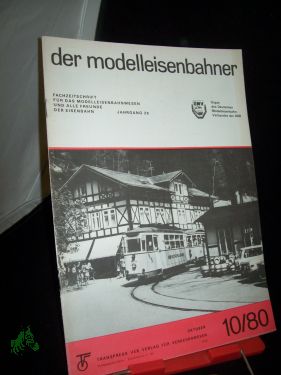 der modelleisenbahner
FACHZEITSCHRIFT
FÜR DAS MODELLEISENBAHNWESEN
UND ALLE FREUNDE
DER EISENBAHN
JAHRGANG 29
DMV
Organ
des Deutschen
Modelleisenbahn-
Verbandes der DDR
OKTOBER
TRANSPRESS VEB VERLAG FÜR VERKEHRSWESEN
10/80